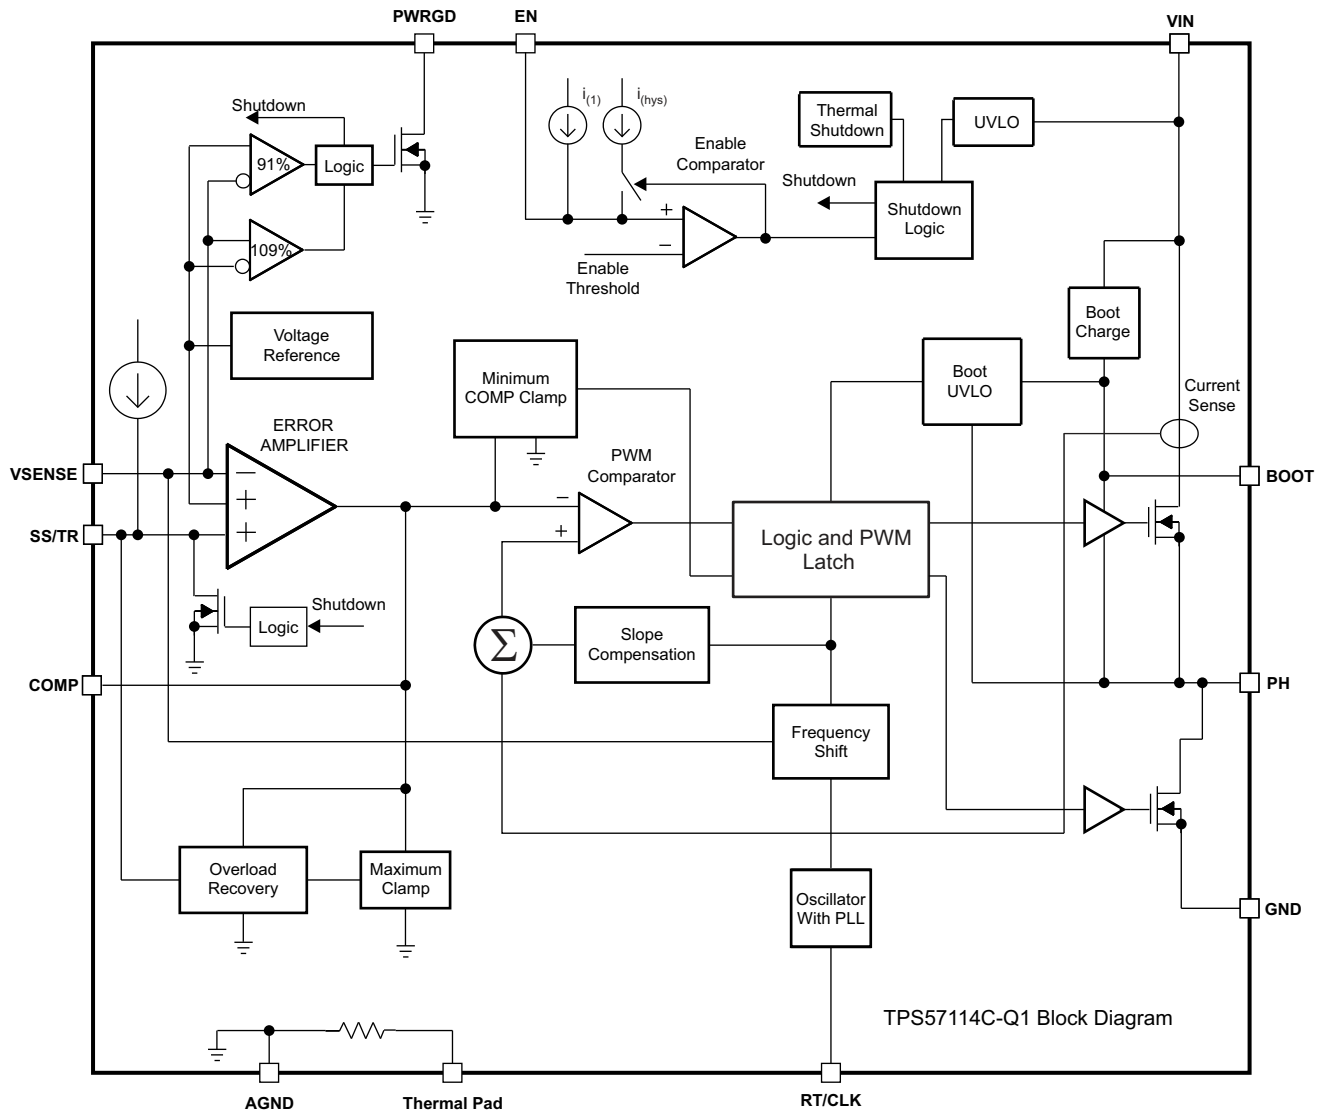 PWRGD
EN
VIN
Shutdown
91%
Logic
109%
i(1)
i(hys)
Enable
Comparator
+
−
Enable
Threshold
Thermal
Shutdown
UVLO
Shutdown
Shutdown
Logic
Voltage
Reference
Boot
Charge
Boot
UVLO
Current
Sense
Minimum
COMP Clamp
ERROR
AMPLIFIER
VSENSE
−
+
+
SS/TR
PWM
Comparator
−
+
Logic and PWM
Latch
BOOT
Shutdown
Logic
Σ
Slope
Compensation
COMP
PH
Frequency
Shift
Overload
Recovery
Maximum
Clamp
Oscillator
With PLL
GND
TPS57114C-Q1 Block Diagram
AGND
Thermal Pad
RT/CLK